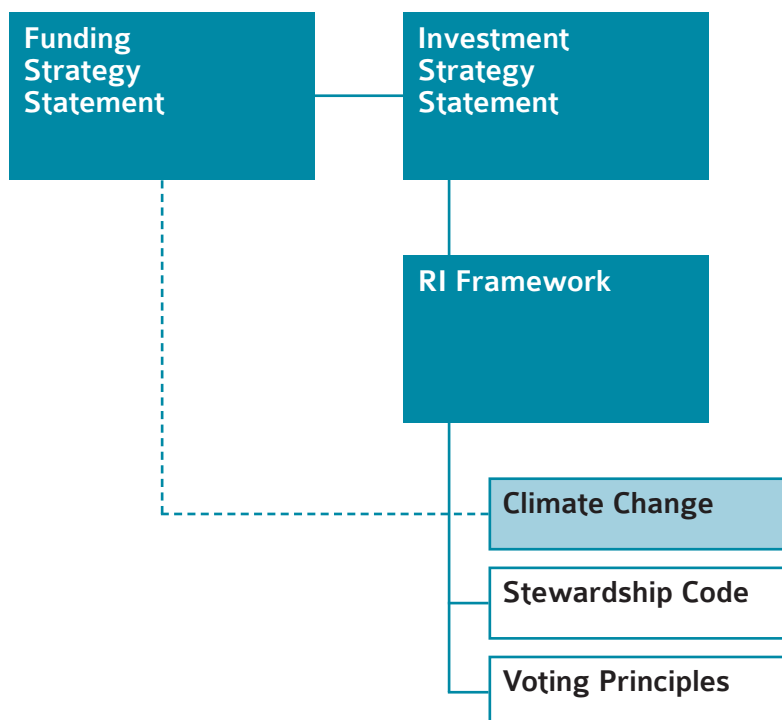 Funding
Strategy
Statement
Investment
Strategy
Statement
RI Framework
Climate Change
Stewardship Code
Voting Principles